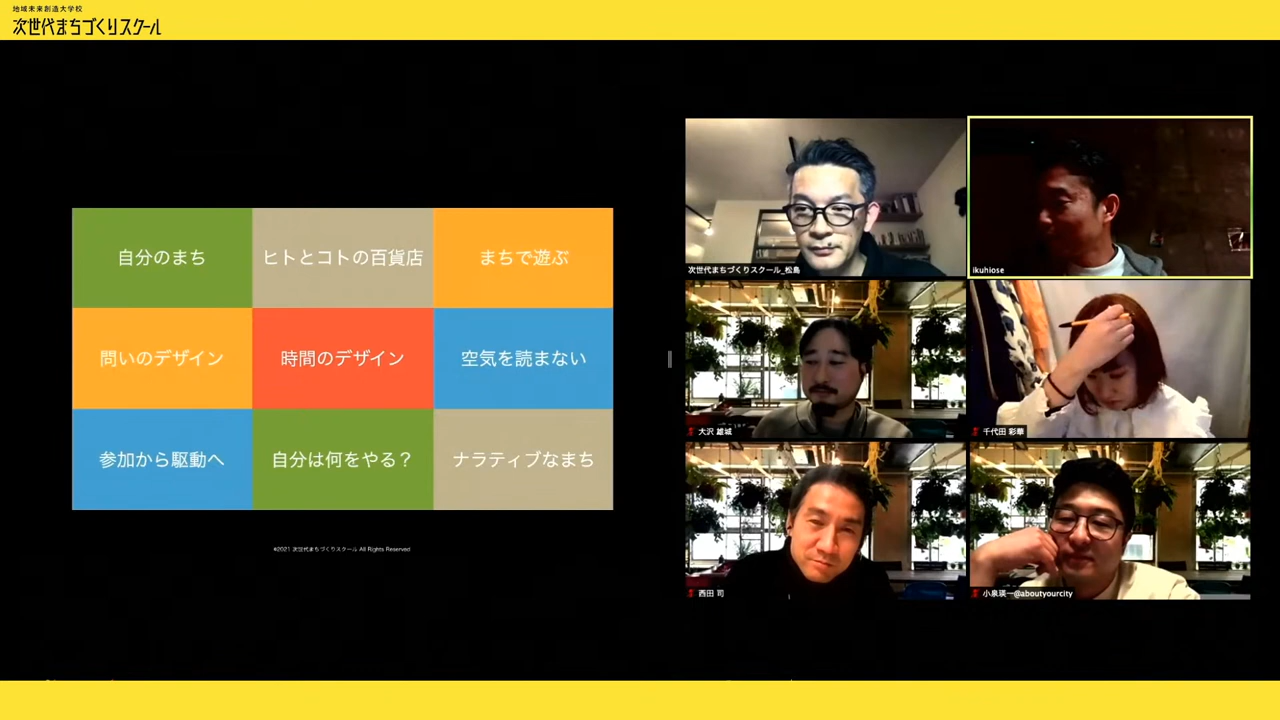 地域未来創造大学校
次世代まちづくりスクール
自分のまち
ヒトとコトの百貨店
まちで遊ぶ
問いのデザイン
時間のデザイン
空気を読まない
参加から駆動へ
自分は何をやる？
ナラティブなまち
©2021 次世代まちづくりスクール All Rights Reserved
次世代まちづくりスクール_松島
ikuhiose
大沢 雄城
千代田 彩華
西田 司
小泉瑛一@aboutyourcity